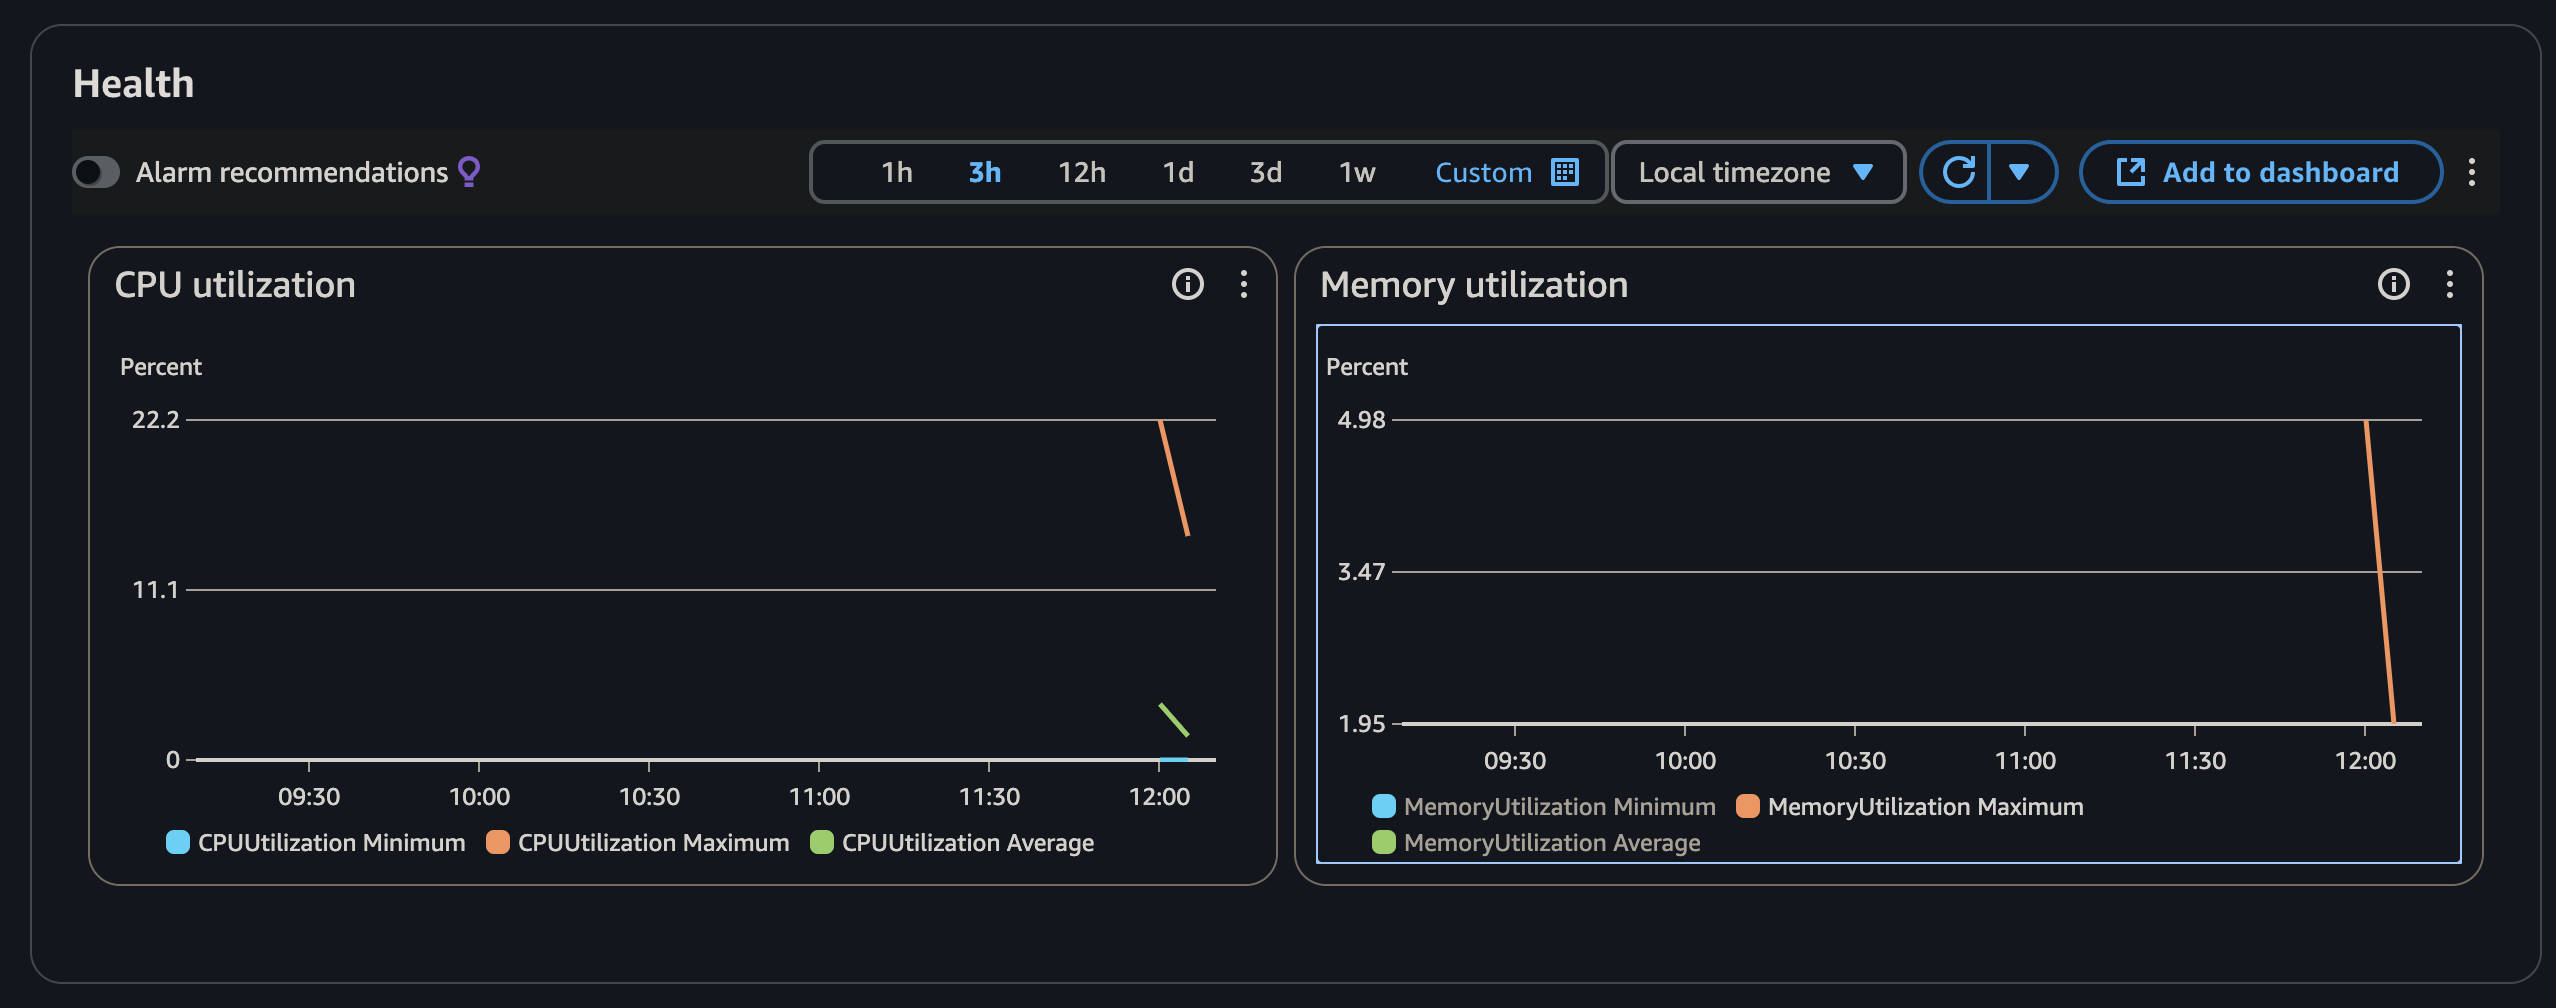 Health
Alarm recommendations 1h 3h 12h 1d 3d 1w Custom Local timezone Add to dashboard
CPU utilization
Percent
22.2
11.1
0
09:30 10:00 10:30 11:00 11:30 12:00
CPUUtilization Minimum CPUUtilization Maximum CPUUtilization Average
Memory utilization
Percent
4.98
3.47
1.95
09:30 10:00 10:30 11:00 11:30 12:00
MemoryUtilization Minimum MemoryUtilization Maximum
MemoryUtilization Average